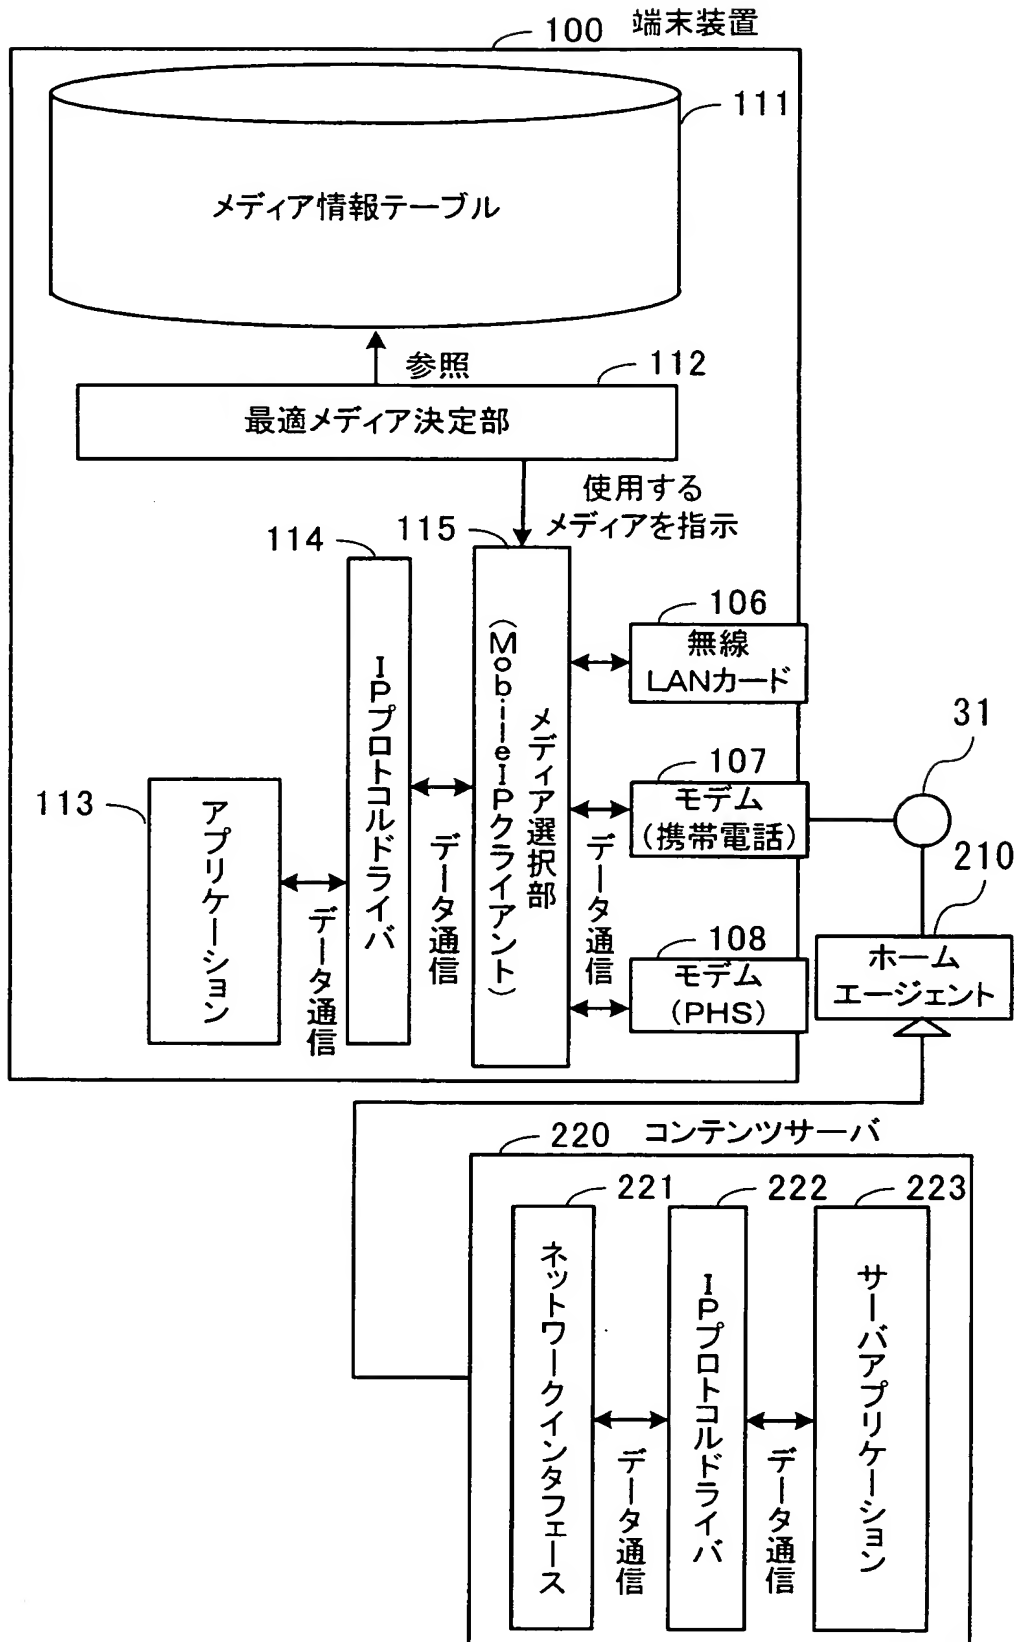 100 端末装置
111
メディア情報テーブル
参照
112
最適メディア決定部
使用する
メディアを指示
115
114
106
無線
LANカード
IPプロトコルドライバ
メディア選択部
(MobileIPクライアント)
31
107
モデム
(携帯電話)
113
アプリケーション
210
ホーム
エージェント
データ通信
データ通信
データ通信
108
モデム
(PHS)
220 コンテンツサーバ
221
222
223
ネットワークインタフェース
IPプロトコルドライバ
サーバアプリケーション
データ通信
データ通信